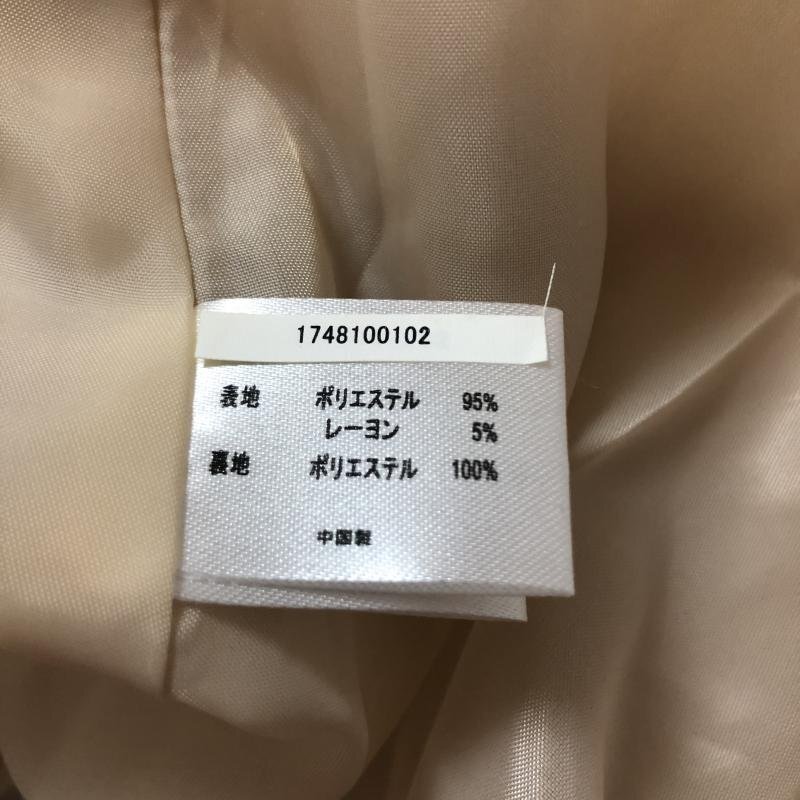 1748100102
表地 ポリエステル 95%
レーヨン 5%
裏地 ポリエステル 100%
中国製